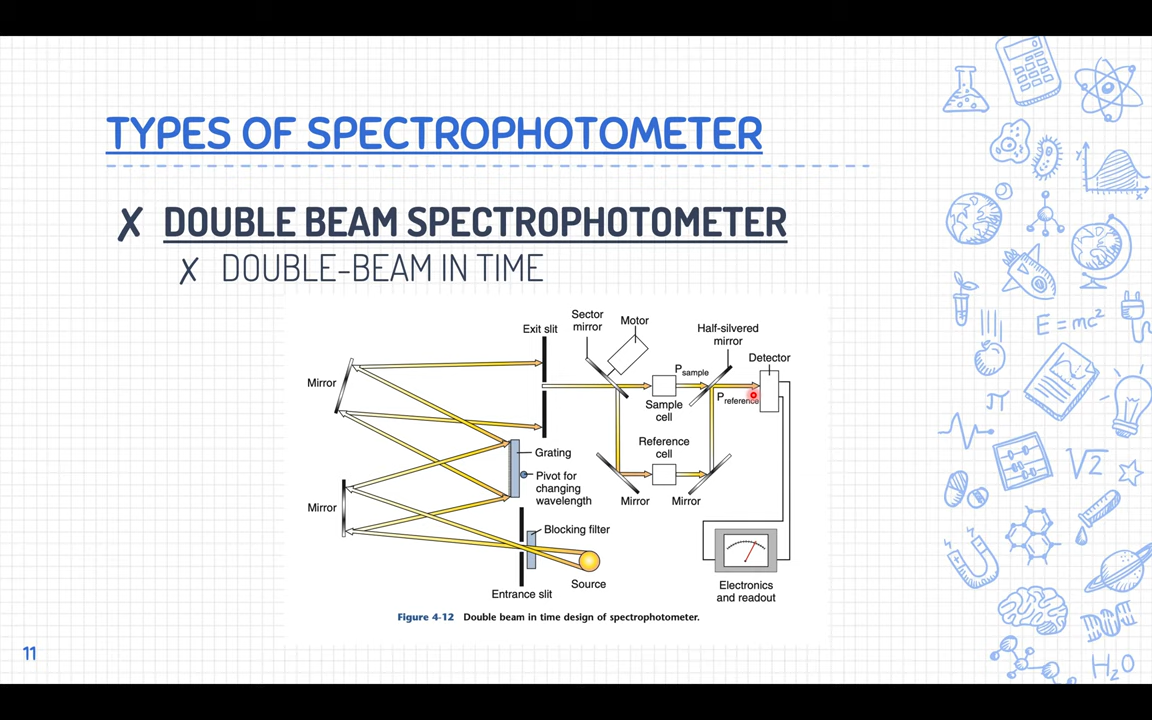 TYPES OF SPECTROPHOTOMETER
✗ DOUBLE BEAM SPECTROPHOTOMETER
✗ DOUBLE-BEAM IN TIME
Exit slit
Sector
mirror
Motor
Half-silvered
mirror
Detector
Mirror
P sample
P reference
Sample
cell
Reference
cell
Grating
Pivot for
changing
wavelength
Mirror
Mirror
Mirror
Blocking filter
Source
Entrance slit
Electronics
and readout
Figure 4-12 Double beam in time design of spectrophotometer.
11
y
x
E=mc²
π
√2
H₂O